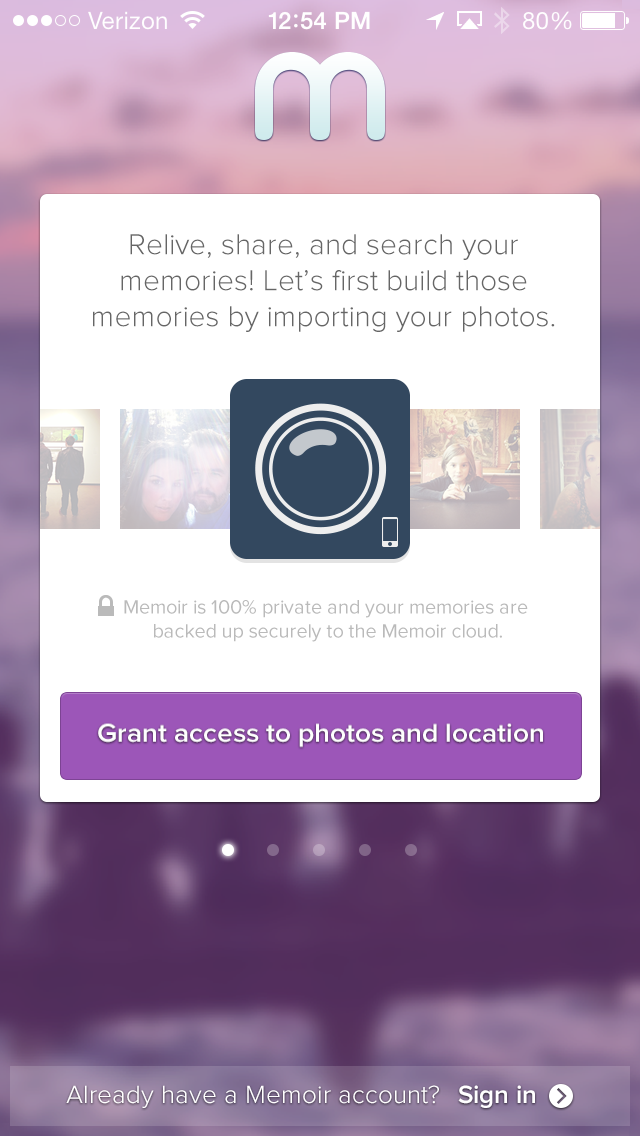 Verizon 12:54 PM 80%
m
Relive, share, and search your
memories! Let’s first build those
memories by importing your photos.
Memoir is 100% private and your memories are
backed up securely to the Memoir cloud.
Grant access to photos and location
Already have a Memoir account? Sign in